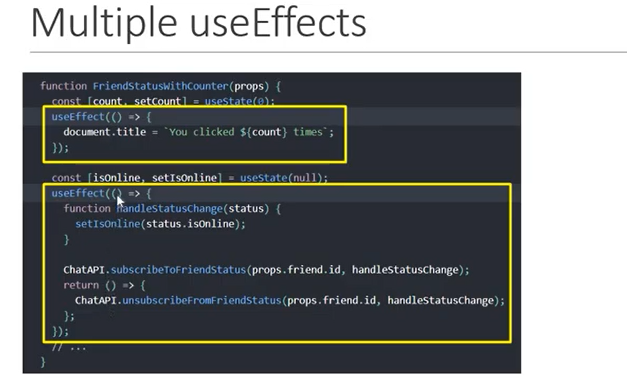 Multiple useEffects
function FriendStatusWithCounter(props) {
const [count, setCount] = useState(0);
useEffect(() => {
document.title = `You clicked ${count} times`;
});
const [isOnline, setIsOnline] = useState(null);
useEffect(() => {
function handleStatusChange(status) {
setIsOnline(status.isOnline);
}
ChatAPI.subscribeToFriendStatus(props.friend.id, handleStatusChange);
return () => {
ChatAPI.unsubscribeFromFriendStatus(props.friend.id, handleStatusChange);
};
});
// ...
}